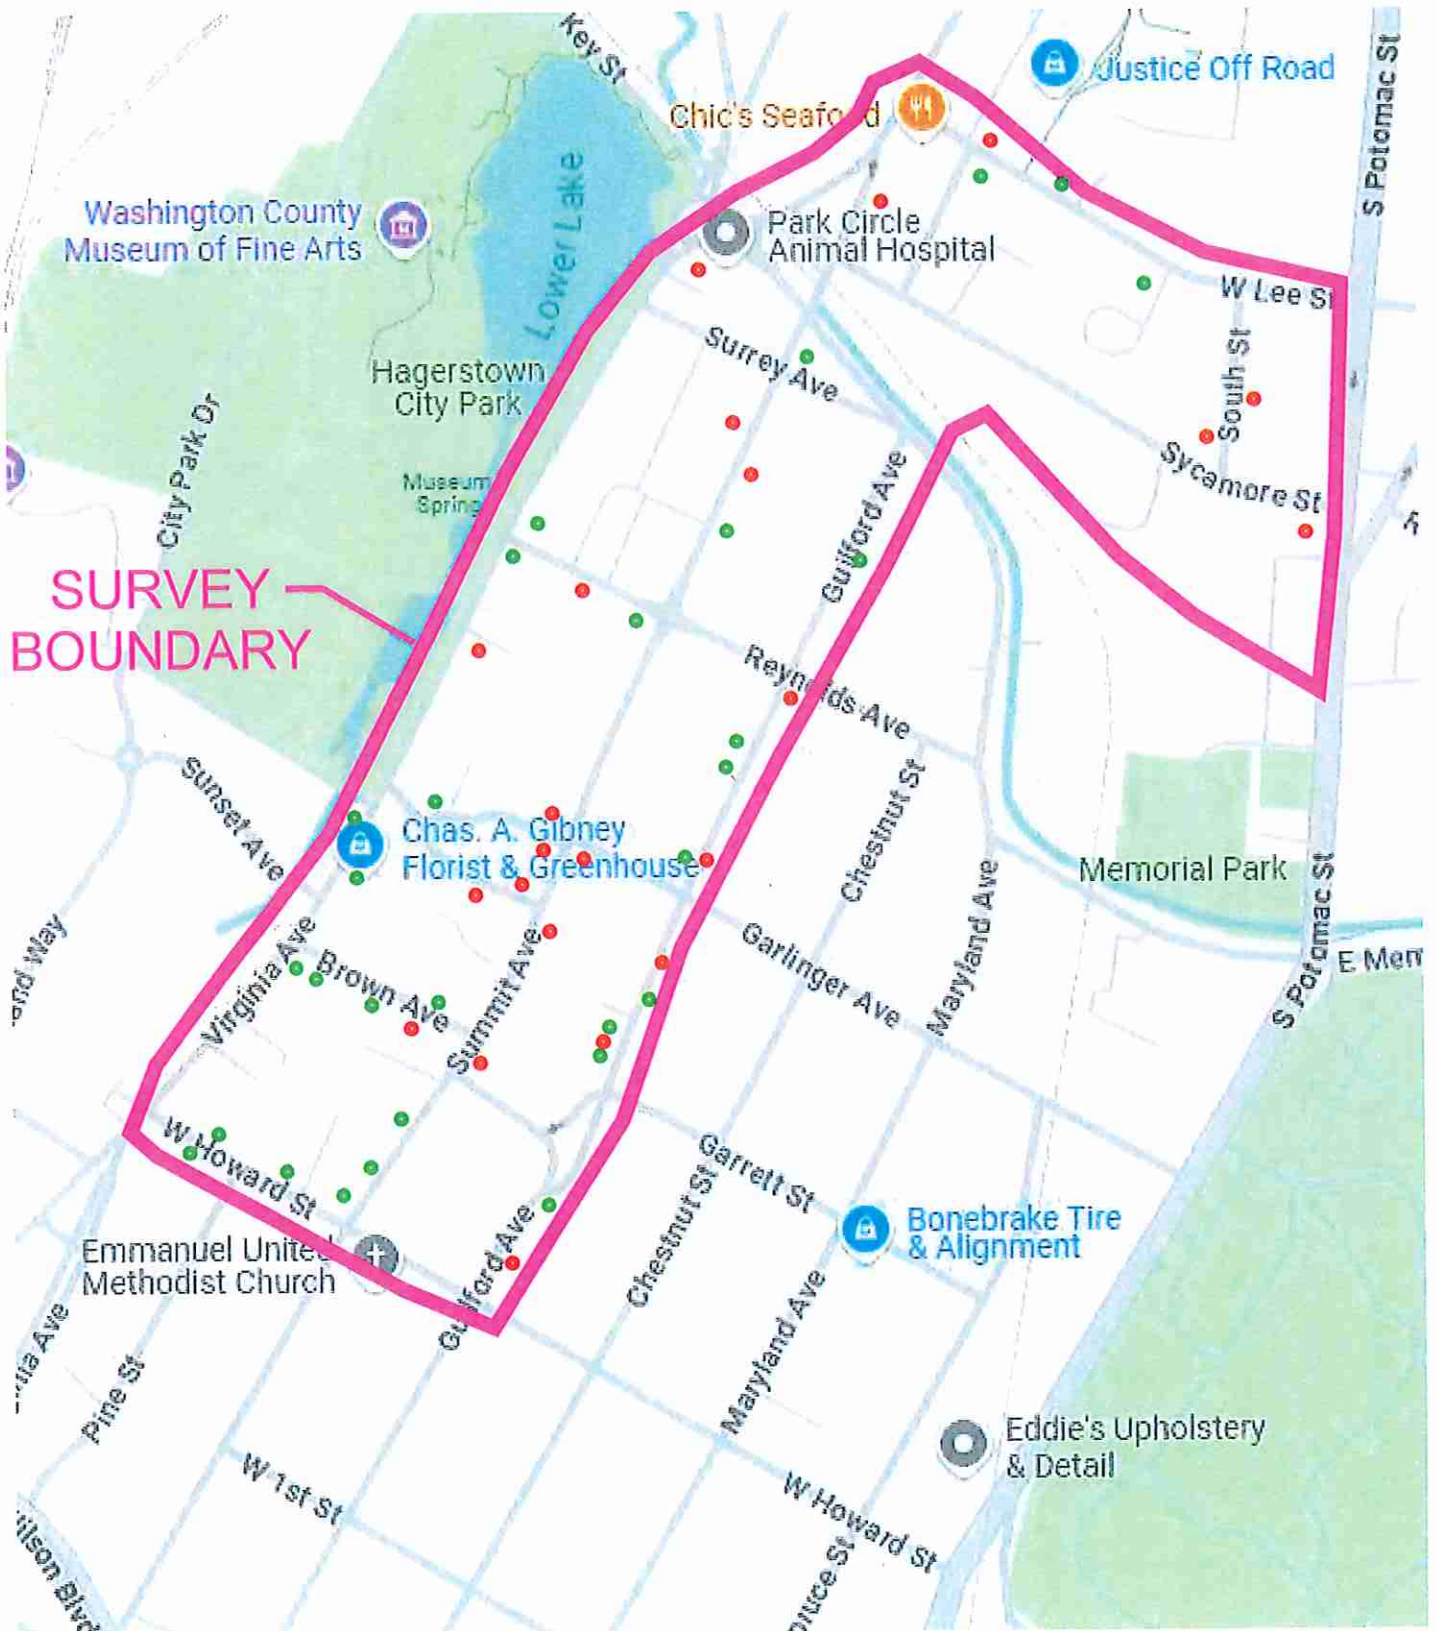 Key St
Justice Off Road
S Potomac St
Chic's Seafood
Washington County
Museum of Fine Arts
Lower Lake
Park Circle
Animal Hospital
W Lee St
Surrey Ave
South St
Hagerstown
City Park
City Park Dr
Museum
Spring
Sycamore St
Guilford Ave
SURVEY
BOUNDARY
Reynolds Ave
Sunset Ave
Chestnut St
Chas. A. Gibney
Florist & Greenhouse
Memorial Park
Maryland Ave
Virginia Ave
Brown Ave
Summit Ave
Garlinger Ave
S Potomac St
E Mem
W Howard St
Garrett St
Chestnut St
Bonebrake Tire
& Alignment
Emmanuel United
Methodist Church
Guilford Ave
Maryland Ave
Pine St
Eddie's Upholstery
& Detail
W 1st St
W Howard St